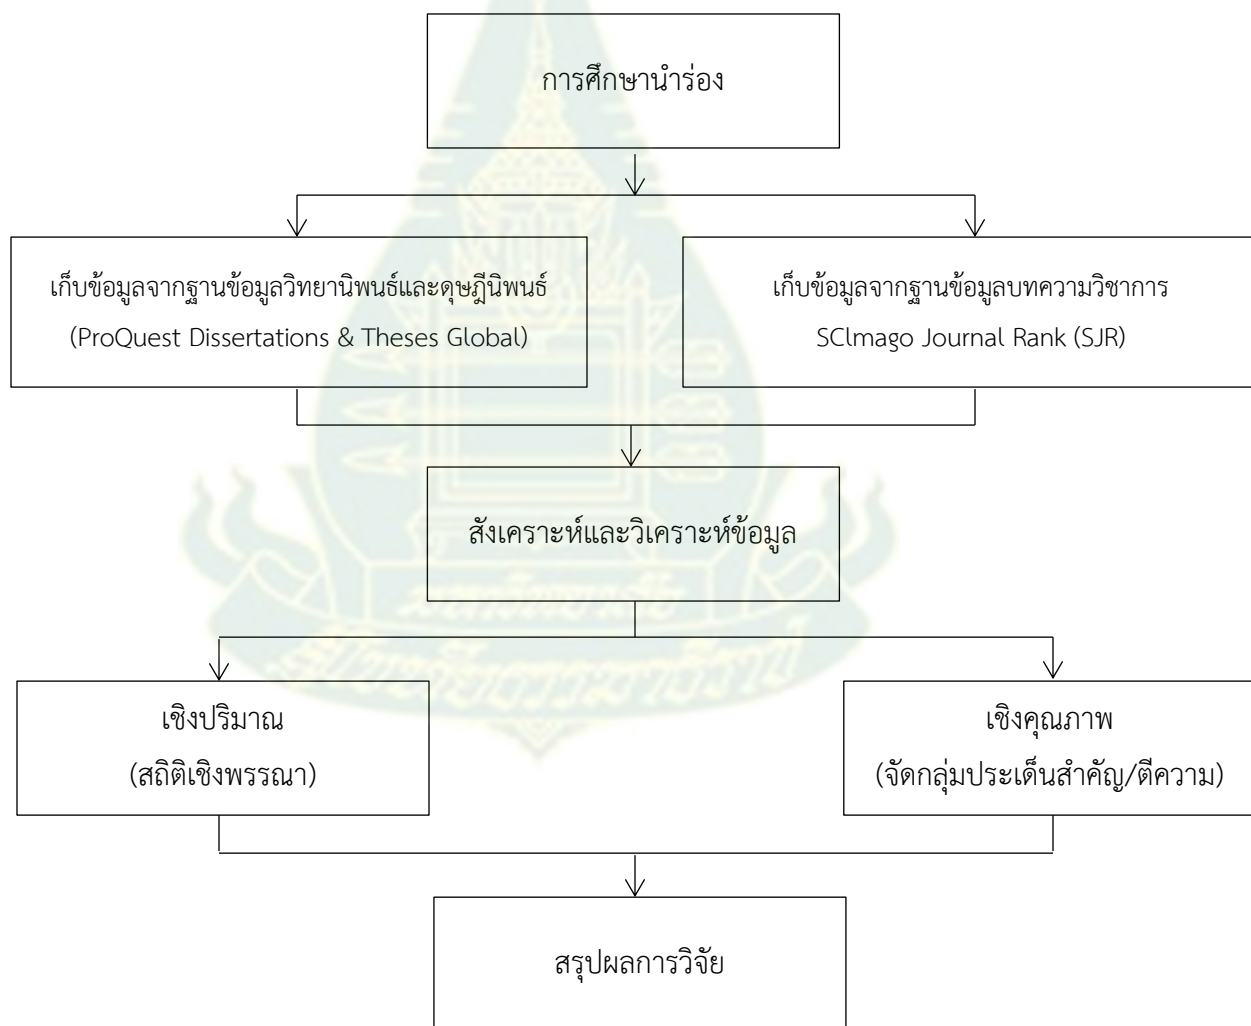 การศึกษานำร่อง
เก็บข้อมูลจากฐานข้อมูลวิทยานิพนธ์และดุษฎีนิพนธ์
(ProQuest Dissertations & Theses Global)
เก็บข้อมูลจากฐานข้อมูลบทความวิชาการ
SClmago Journal Rank (SJR)
สังเคราะห์และวิเคราะห์ข้อมูล
เชิงปริมาณ
(สถิติเชิงพรรณา)
เชิงคุณภาพ
(จัดกลุ่มประเด็นสำคัญ/ตีความ)
สรุปผลการวิจัย